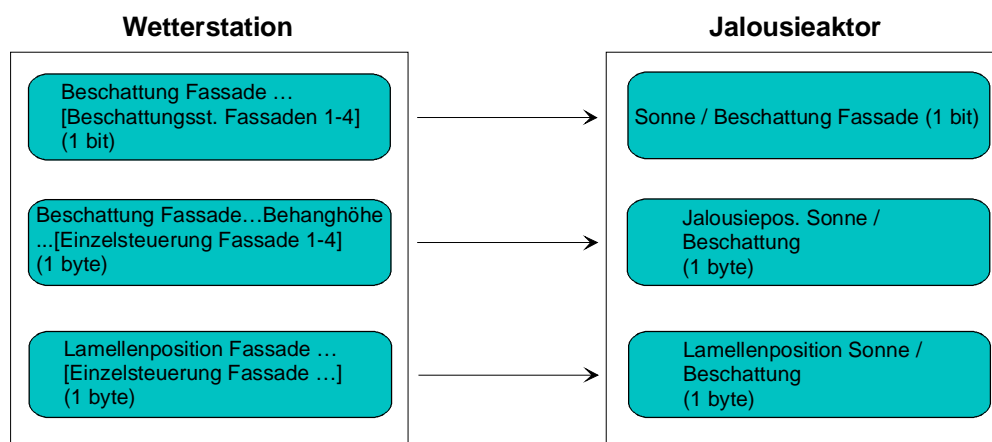 Wetterstation
Jalousieaktor
Beschattung Fassade …
[Beschattungsst. Fassaden 1-4]
(1 bit)
Sonne / Beschattung Fassade (1 bit)
Beschattung Fassade…Behanghöhe
...[Einzelsteuerung Fassade 1-4]
(1 byte)
Jalousiepos. Sonne /
Beschattung
(1 byte)
Lamellenposition Fassade …
[Einzelsteuerung Fassade …]
(1 byte)
Lamellenposition Sonne /
Beschattung
(1 byte)